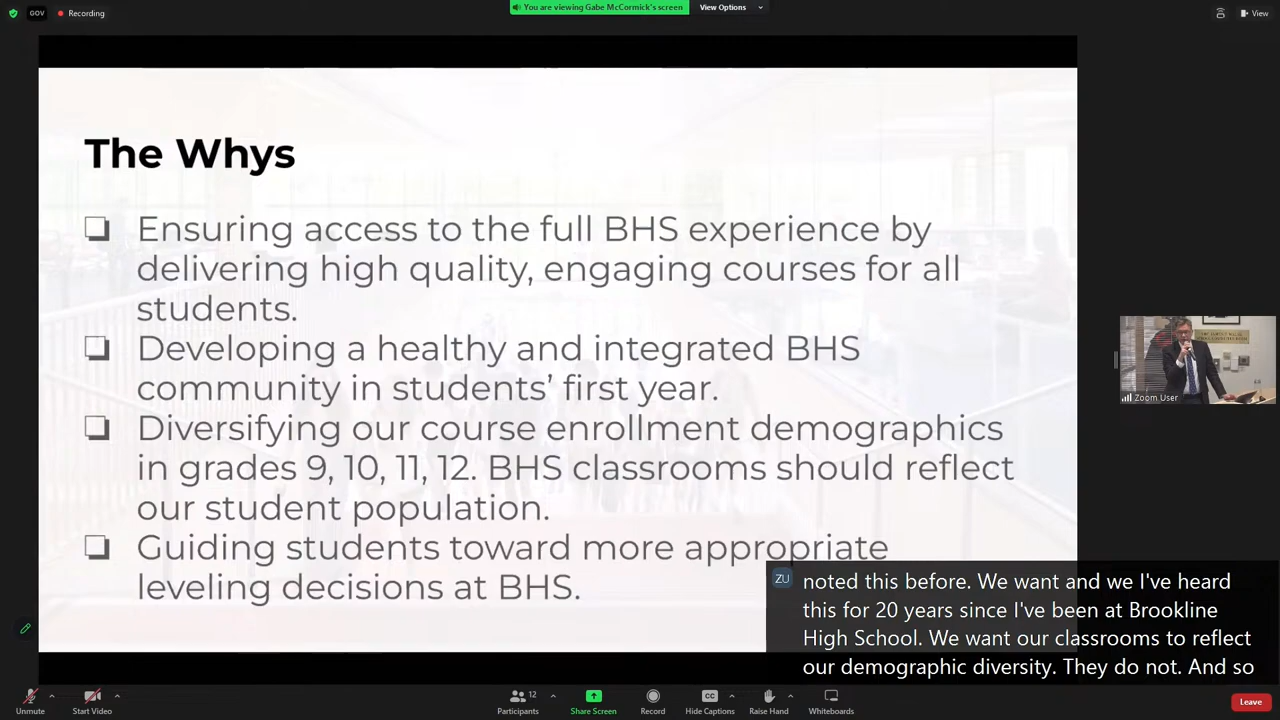 GOV
Recording
You are viewing Gabe McCormick's screen
View Options
View
The Whys
Ensuring access to the full BHS experience by
delivering high quality, engaging courses for all
students.
Developing a healthy and integrated BHS
community in students' first year.
Diversifying our course enrollment demographics
in grades 9, 10, 11, 12. BHS classrooms should reflect
our student population.
Guiding students toward more appropriate
leveling decisions at BHS.
Zoom User
ZU
noted this before. We want and we I've heard
this for 20 years since I've been at Brookline
High School. We want our classrooms to reflect
our demographic diversity. They do not. And so
Unmute
Start Video
12
Participants
Share Screen
Record
CC
Hide Captions
Raise Hand
Whiteboards
Leave